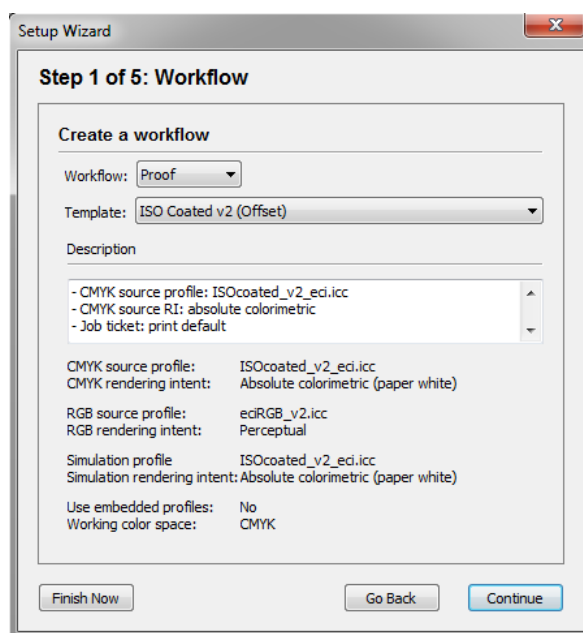 Setup Wizard
Step 1 of 5: Workflow
Create a workflow
Workflow: Proof
Template: ISO Coated v2 (Offset)
Description
- CMYK source profile: ISOcoated_v2_eci.icc
- CMYK source RI: absolute colorimetric
- Job ticket: print default
CMYK source profile: ISOcoated_v2_eci.icc
CMYK rendering intent: Absolute colorimetric (paper white)
RGB source profile: eciRGB_v2.icc
RGB rendering intent: Perceptual
Simulation profile ISOcoated_v2_eci.icc
Simulation rendering intent: Absolute colorimetric (paper white)
Use embedded profiles: No
Working color space: CMYK
Finish Now Go Back Continue